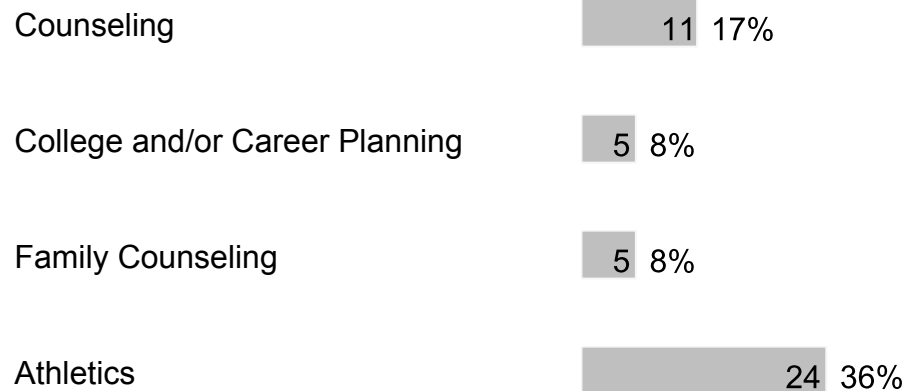 Counseling 11 17%
College and/or Career Planning 5 8%
Family Counseling 5 8%
Athletics 24 36%